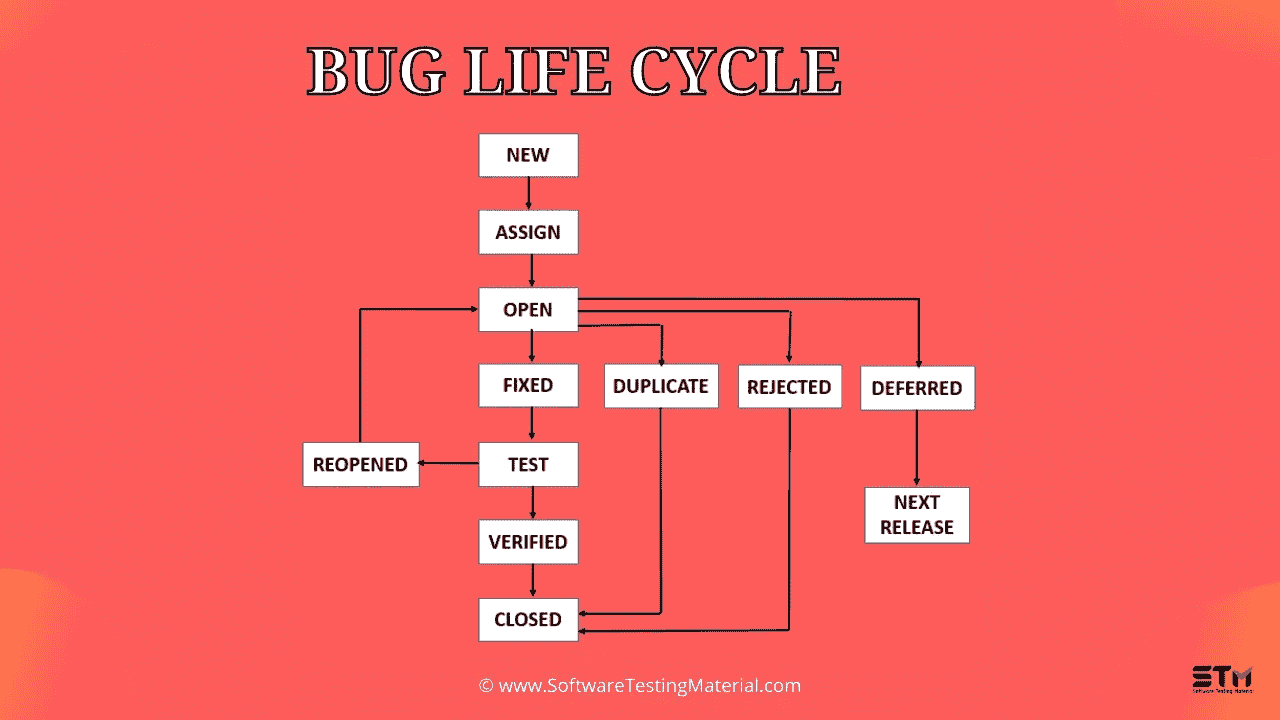 BUG LIFE CYCLE
NEW
ASSIGN
OPEN
FIXED
DUPLICATE
REJECTED
DEFERRED
REOPENED
TEST
NEXT
RELEASE
VERIFIED
CLOSED
© www.SoftwareTestingMaterial.com
STM
Software Testing Material